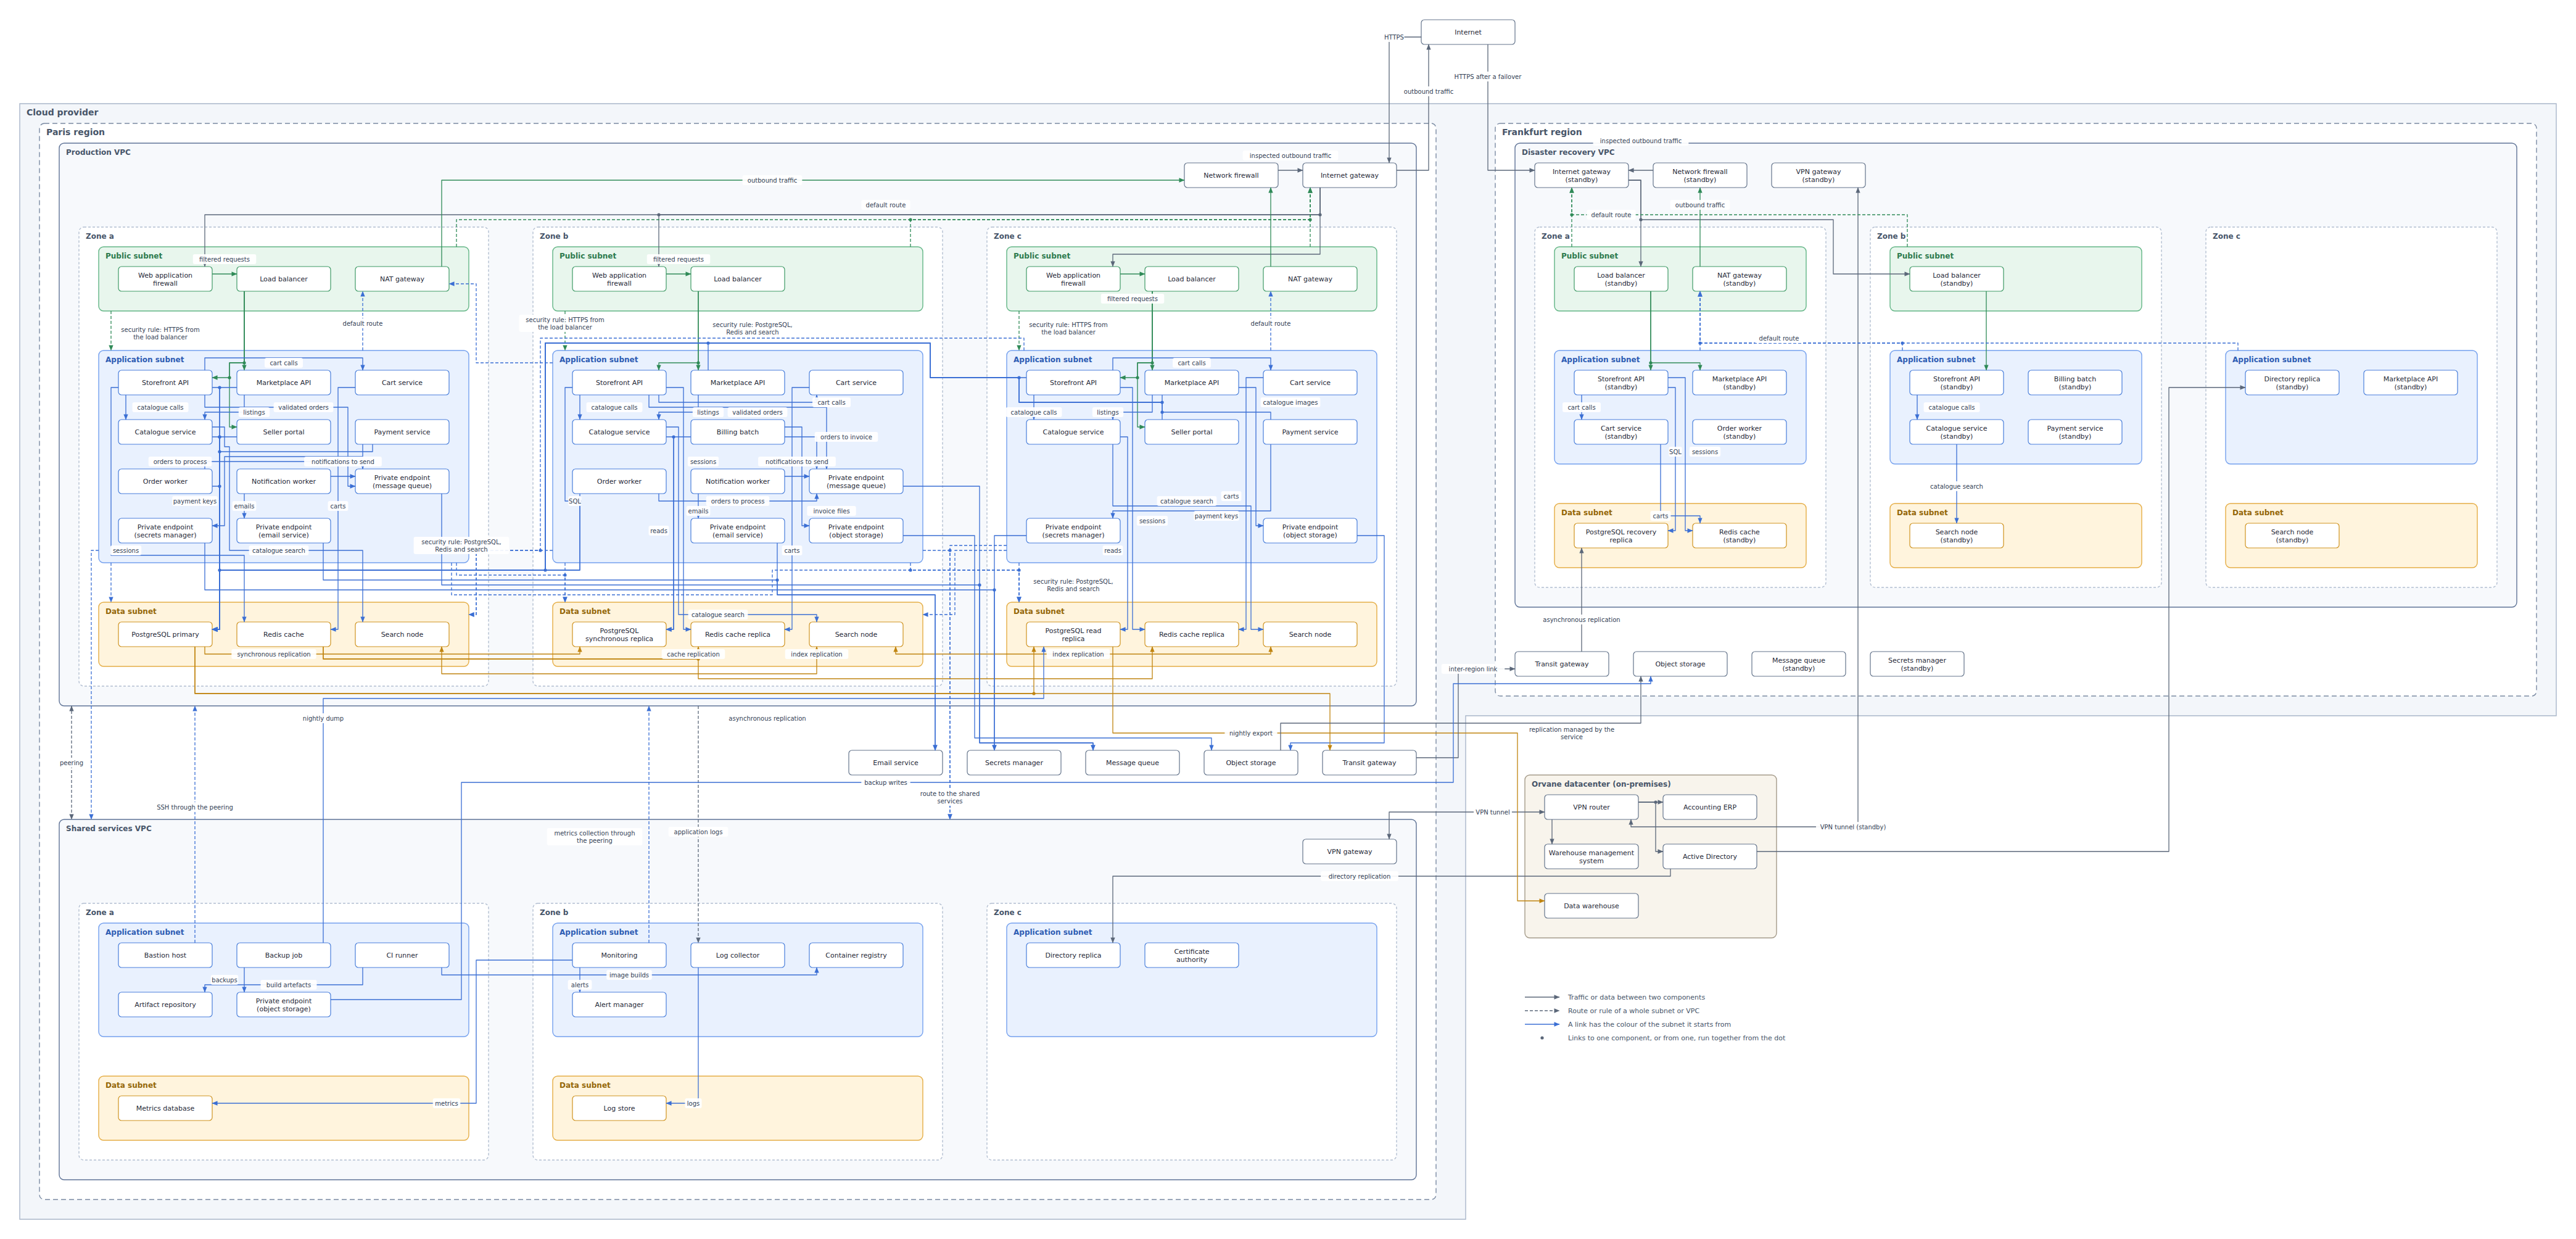 Internet
HTTPS
HTTPS after a failover
outbound traffic
Cloud provider
Paris region
Production VPC
inspected outbound traffic
Network firewall
Internet gateway
outbound traffic
default route
Zone a
Public subnet
filtered requests
Web application
firewall
Load balancer
NAT gateway
security rule: HTTPS from
the load balancer
default route
Application subnet
cart calls
Storefront API
Marketplace API
Cart service
catalogue calls
listings
validated orders
Catalogue service
Seller portal
Payment service
orders to process
notifications to send
Order worker
Notification worker
Private endpoint
(message queue)
payment keys
emails
carts
Private endpoint
(secrets manager)
Private endpoint
(email service)
sessions
catalogue search
security rule: PostgreSQL,
Redis and search
Data subnet
PostgreSQL primary
Redis cache
Search node
synchronous replication
Zone b
Public subnet
filtered requests
Web application
firewall
Load balancer
security rule: HTTPS from
the load balancer
security rule: PostgreSQL,
Redis and search
Application subnet
Storefront API
Marketplace API
Cart service
catalogue calls
cart calls
listings
validated orders
Catalogue service
Billing batch
orders to invoice
sessions
notifications to send
Order worker
Notification worker
Private endpoint
(message queue)
SQL
orders to process
emails
invoice files
reads
Private endpoint
(email service)
Private endpoint
(object storage)
carts
Data subnet
catalogue search
PostgreSQL
synchronous replica
Redis cache replica
Search node
cache replication
index replication
Zone c
Public subnet
Web application
firewall
Load balancer
NAT gateway
filtered requests
security rule: HTTPS from
the load balancer
default route
Application subnet
cart calls
Storefront API
Marketplace API
Cart service
catalogue images
catalogue calls
listings
Catalogue service
Seller portal
Payment service
carts
catalogue search
payment keys
sessions
Private endpoint
(secrets manager)
Private endpoint
(object storage)
reads
security rule: PostgreSQL,
Redis and search
Data subnet
PostgreSQL read
replica
Redis cache replica
Search node
index replication
nightly dump
asynchronous replication
nightly export
peering
Email service
Secrets manager
Message queue
Object storage
Transit gateway
backup writes
route to the shared
services
SSH through the peering
metrics collection through
the peering
application logs
Shared services VPC
VPN gateway
directory replication
Zone a
Application subnet
Bastion host
Backup job
CI runner
backups
build artefacts
Artifact repository
Private endpoint
(object storage)
Data subnet
Metrics database
metrics
Zone b
Application subnet
Monitoring
Log collector
Container registry
image builds
alerts
Alert manager
Data subnet
Log store
logs
Zone c
Application subnet
Directory replica
Certificate
authority
Frankfurt region
inspected outbound traffic
Disaster recovery VPC
Internet gateway
(standby)
Network firewall
(standby)
VPN gateway
(standby)
outbound traffic
default route
Zone a
Public subnet
Load balancer
(standby)
NAT gateway
(standby)
default route
Application subnet
Storefront API
(standby)
Marketplace API
(standby)
cart calls
Cart service
(standby)
Order worker
(standby)
SQL
sessions
Data subnet
carts
PostgreSQL recovery
replica
Redis cache
(standby)
Zone b
Public subnet
Load balancer
(standby)
Application subnet
Storefront API
(standby)
Billing batch
(standby)
catalogue calls
Catalogue service
(standby)
Payment service
(standby)
catalogue search
Data subnet
Search node
(standby)
Zone c
Application subnet
Directory replica
(standby)
Marketplace API
(standby)
Data subnet
Search node
(standby)
asynchronous replication
inter-region link
Transit gateway
Object storage
Message queue
(standby)
Secrets manager
(standby)
replication managed by the
service
Orvane datacenter (on-premises)
VPN tunnel
VPN router
Accounting ERP
VPN tunnel (standby)
Warehouse management
system
Active Directory
Data warehouse
Traffic or data between two components
Route or rule of a whole subnet or VPC
A link has the colour of the subnet it starts from
Links to one component, or from one, run together from the dot